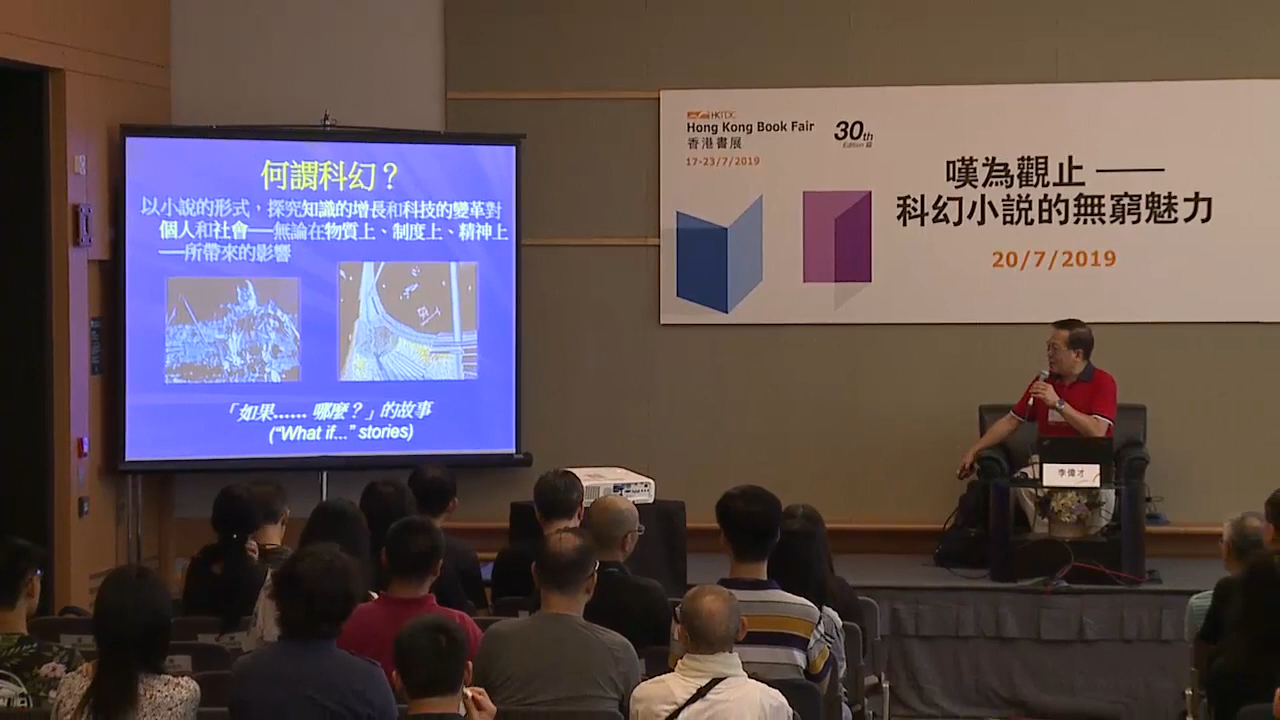 何謂科幻？
以小說的形式，探究知識的增長和科技的變革對
個人和社會──無論在物質上、制度上、精神上
──所帶來的影響
「如果...... 哪麼？」的故事
("What if..." stories)
HKTDC
Hong Kong Book Fair
香港書展
17-23/7/2019
30th
Edition 屆
嘆為觀止 ——
科幻小説的無窮魅力
20/7/2019
李偉才